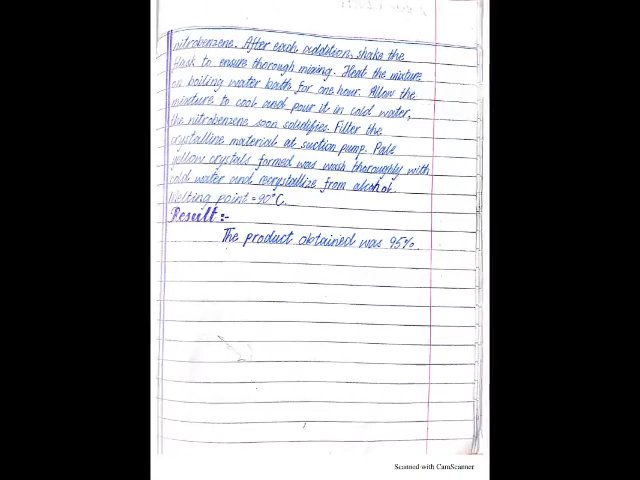 nitrobenzene. After each addition, shake the
flask to ensure thorough mixing. Heat the mixture
on boiling water bath for one hour. Allow the
mixture to cool and pour it in cold water,
the nitrobenzene soon solidifies. Filter the
crystalline material at suction pump. Pale
yellow crystals formed was wash thoroughly with
cold water and recrystallize from alcohol.
Melting point = 90°C.
Result:-
The product obtained was 95%.
Scanned with CamScanner